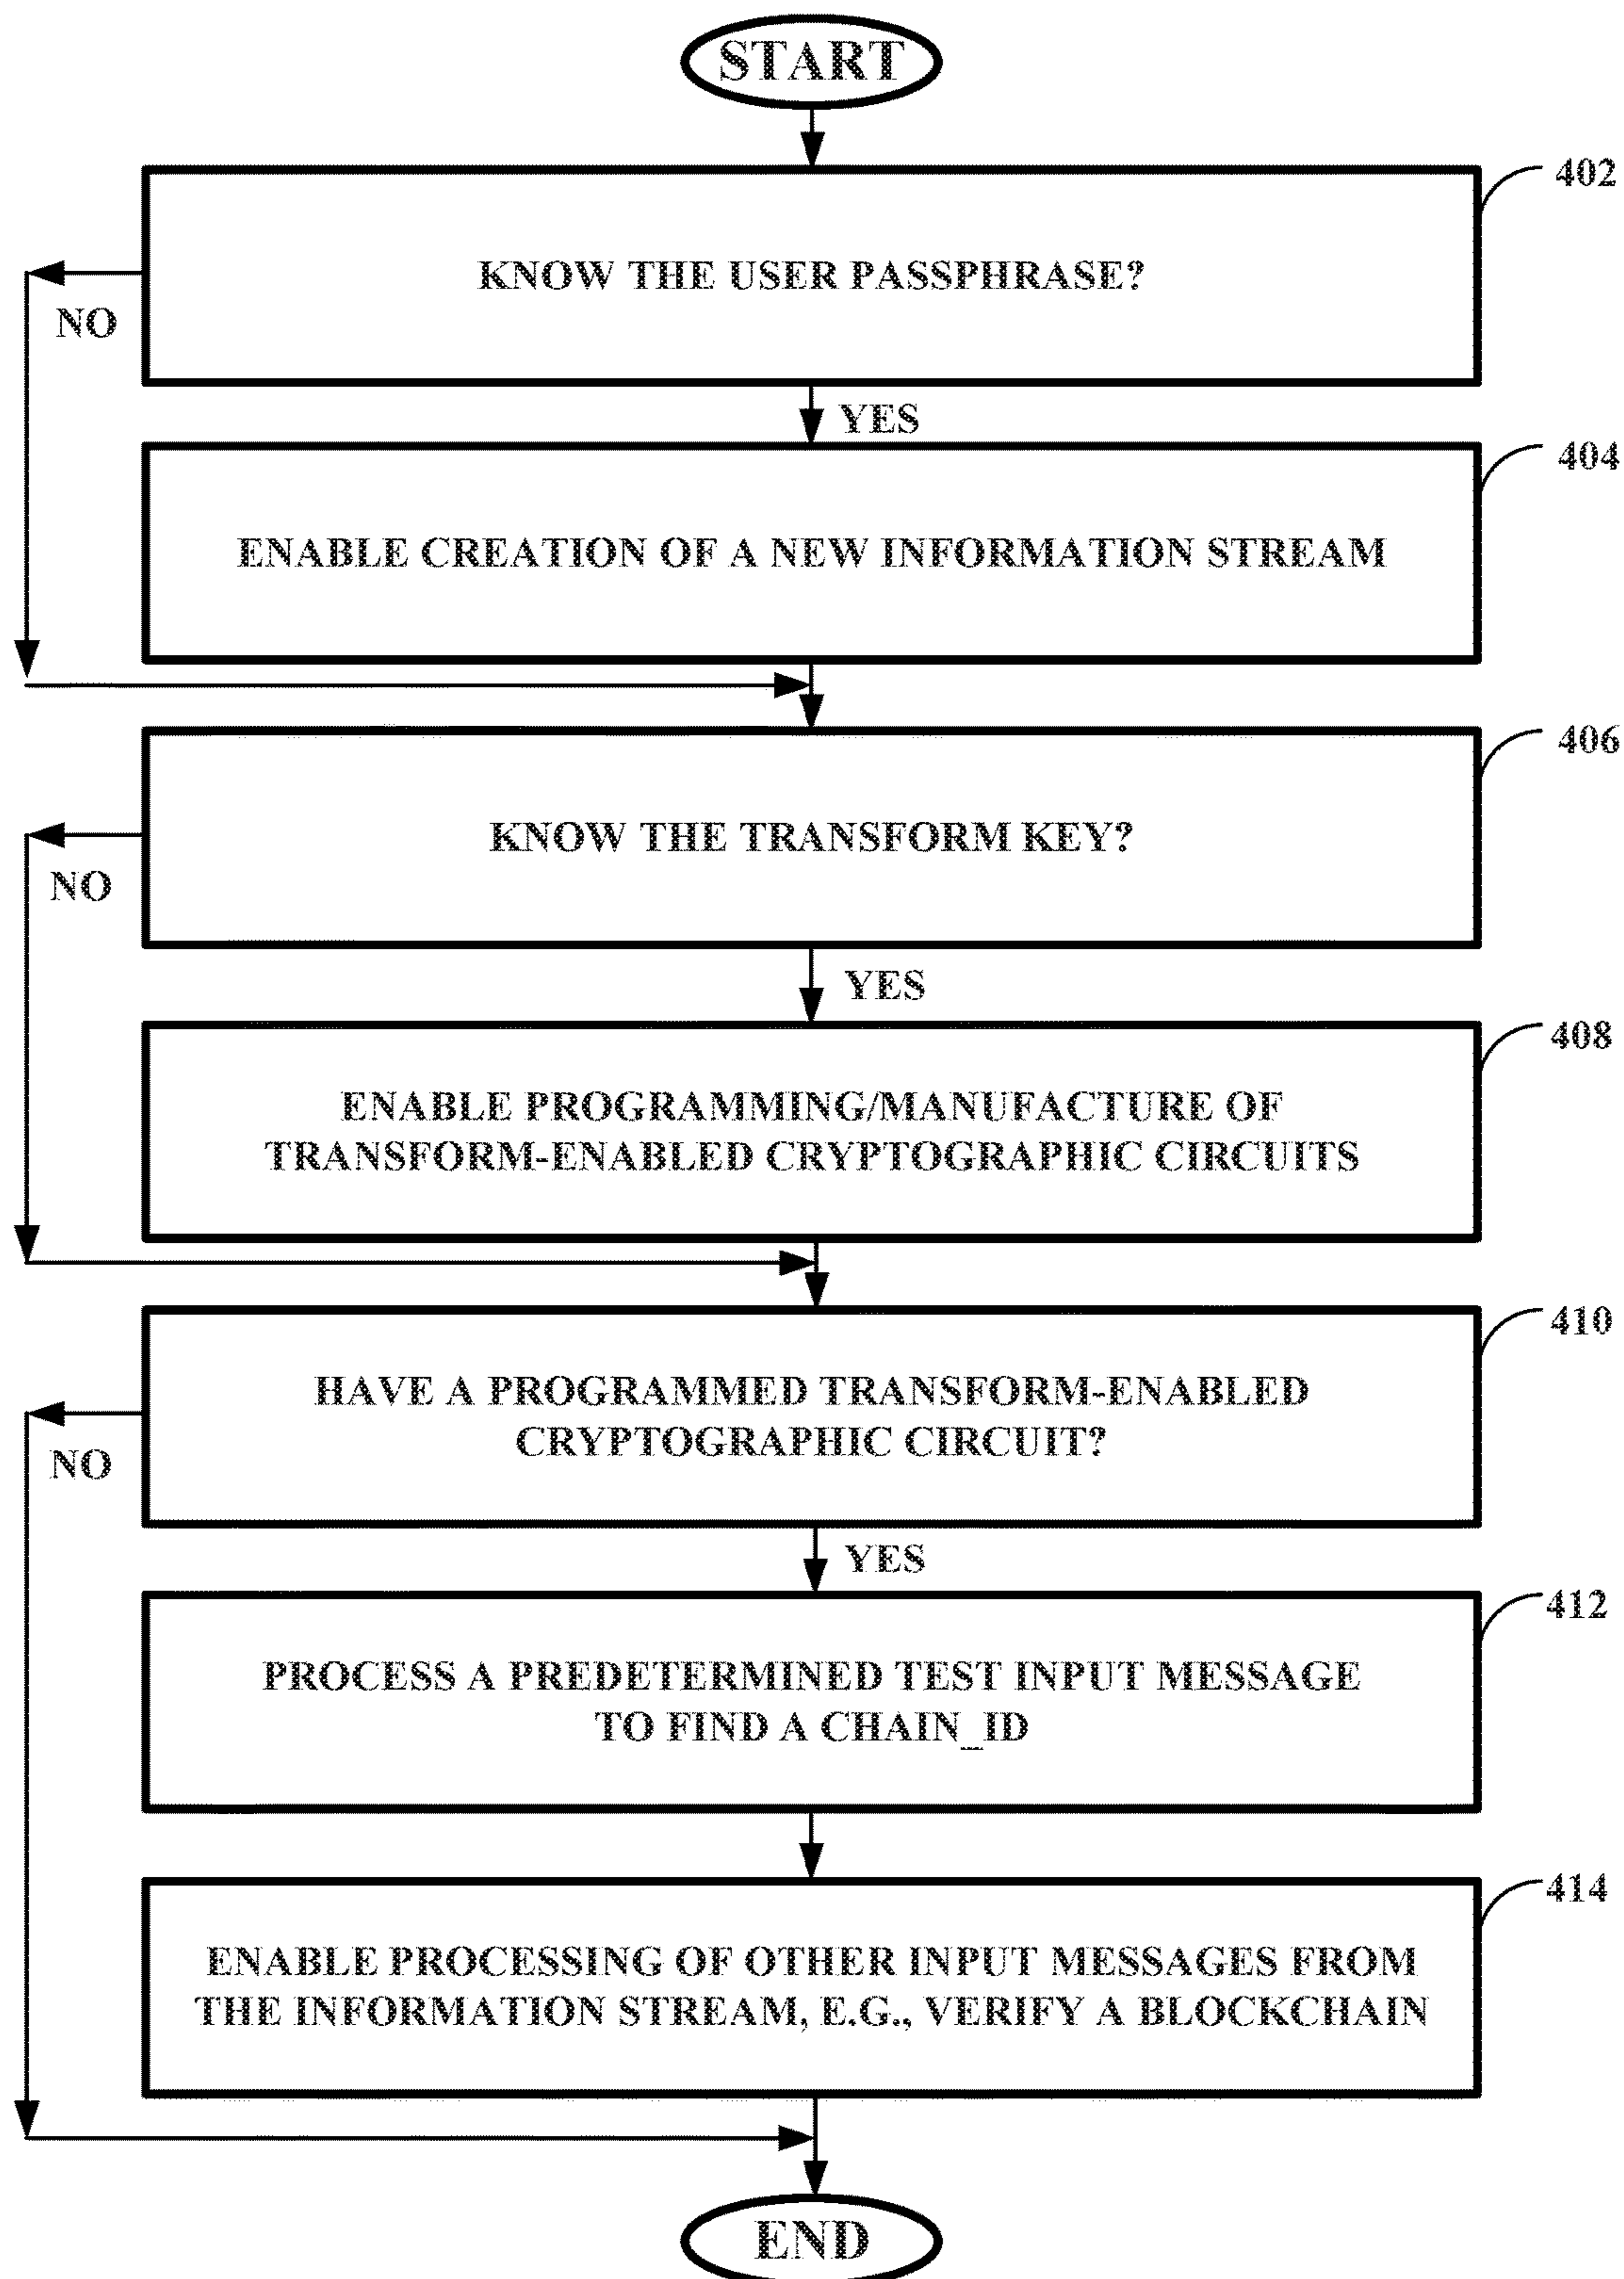 START
402
KNOW THE USER PASSPHRASE?
NO
YES
404
ENABLE CREATION OF A NEW INFORMATION STREAM
406
KNOW THE TRANSFORM KEY?
NO
YES
408
ENABLE PROGRAMMING/MANUFACTURE OF
TRANSFORM-ENABLED CRYPTOGRAPHIC CIRCUITS
410
HAVE A PROGRAMMED TRANSFORM-ENABLED
CRYPTOGRAPHIC CIRCUIT?
NO
YES
412
PROCESS A PREDETERMINED TEST INPUT MESSAGE
TO FIND A CHAIN_ID
414
ENABLE PROCESSING OF OTHER INPUT MESSAGES FROM
THE INFORMATION STREAM, E.G., VERIFY A BLOCKCHAIN
END